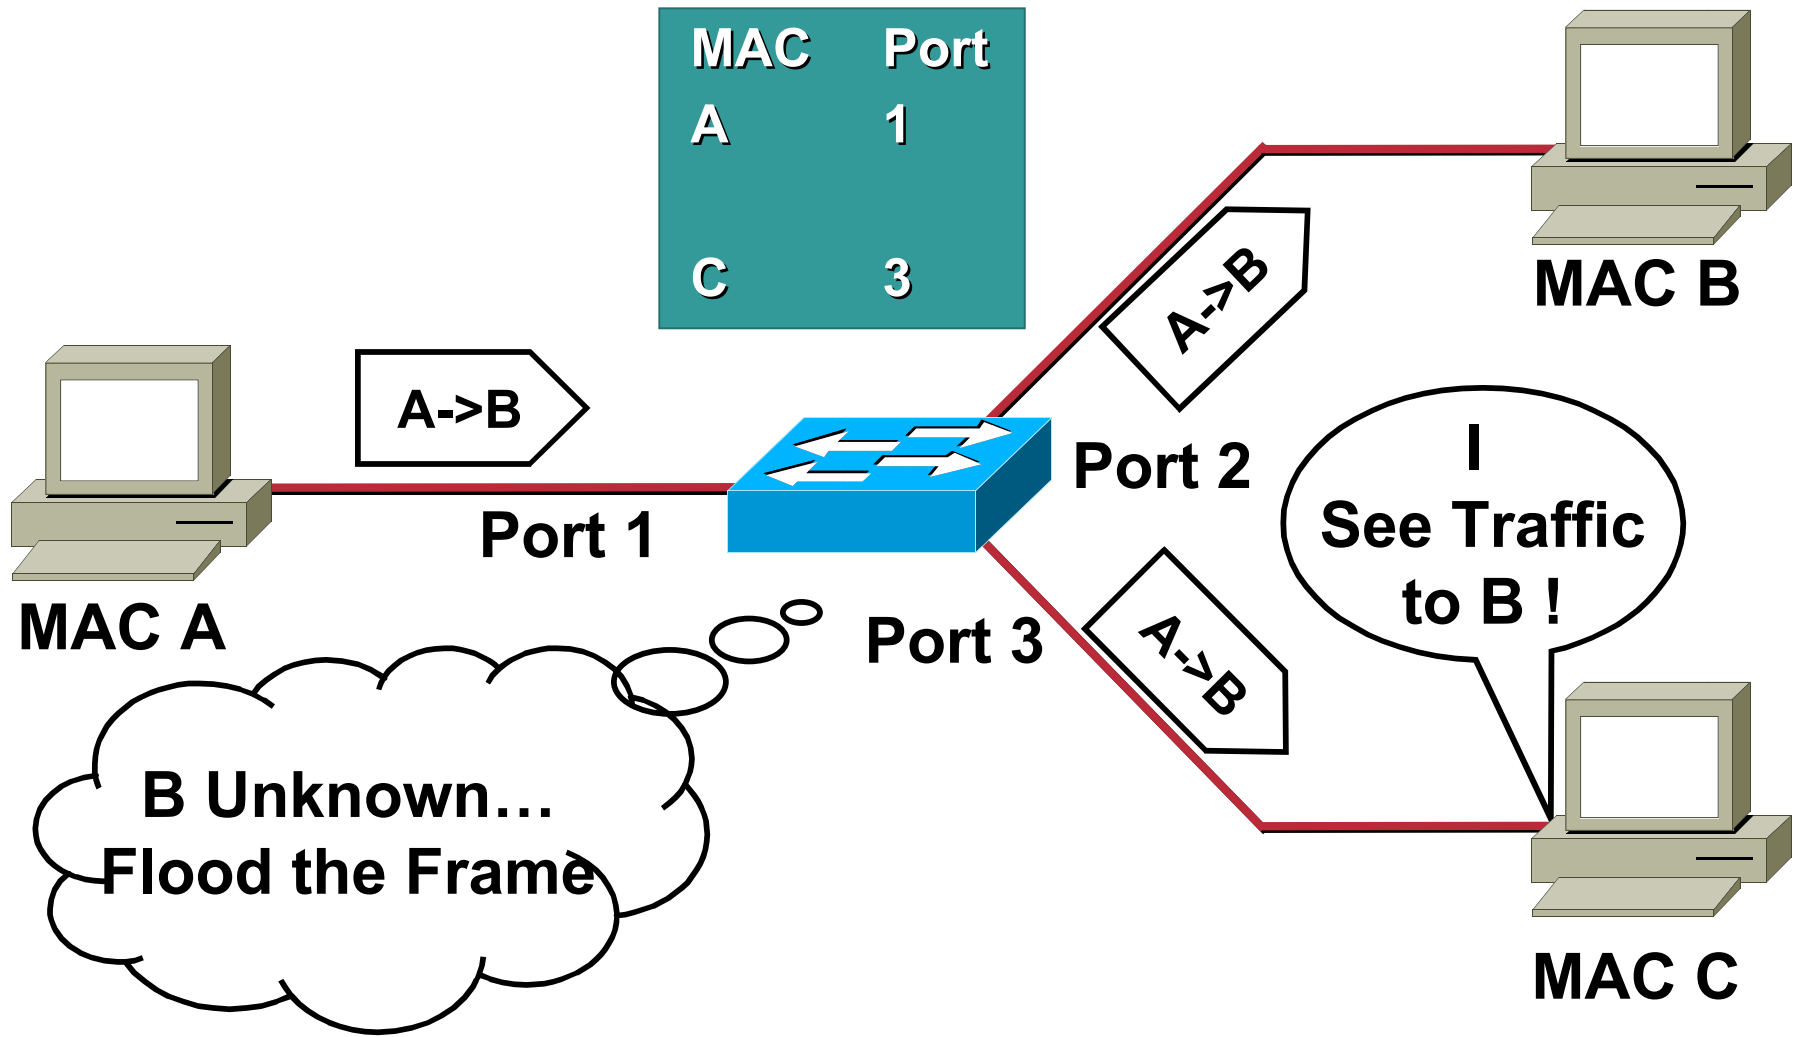 MAC Port
A 1
C 3
MAC B
A->B
A->B
Port 2
I
See Traffic
to B !
Port 1
MAC A
Port 3
A->B
B Unknown…
Flood the Frame
MAC C